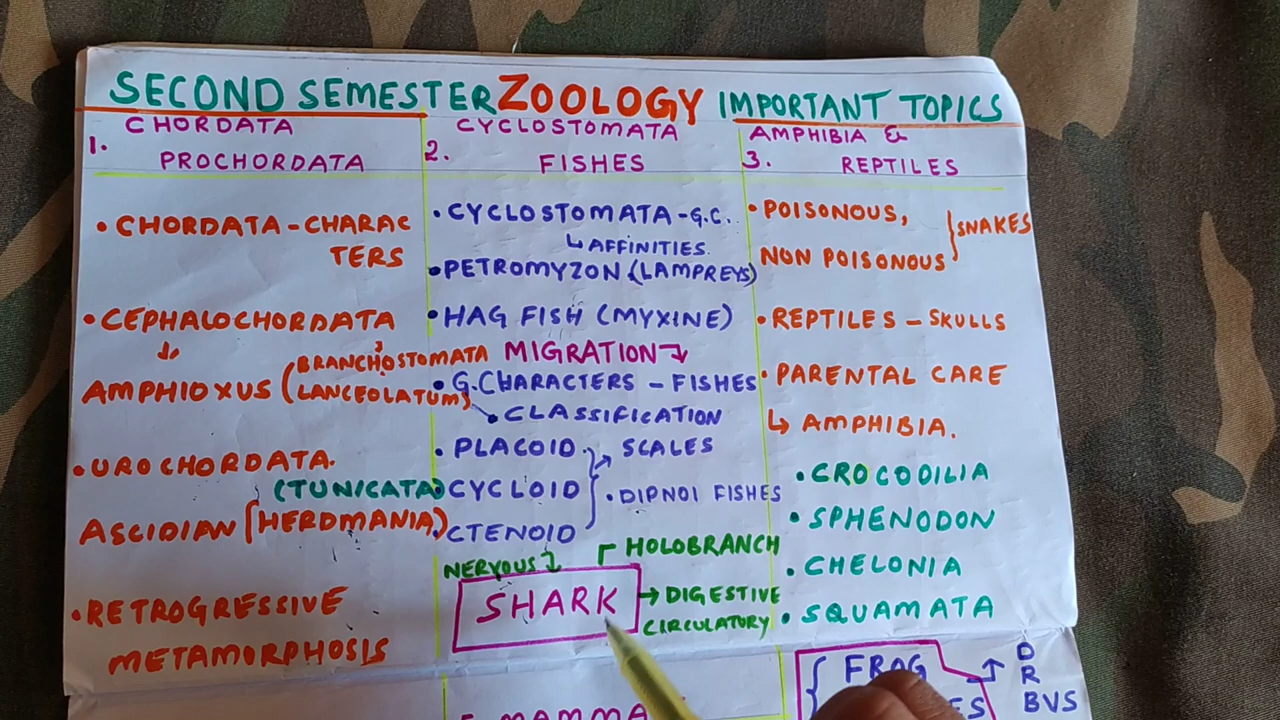 SECOND SEMESTER ZOOLOGY IMPORTANT TOPICS
1. CHORDATA
PROCHORDATA
• CHORDATA - CHARAC
TERS
• CEPHALOCHORDATA
AMPHIOXUS (BRANCHOSTOMATA
LANCEOLATUM)
• UROCHORDATA.
(TUNICATA)
ASCIDIAN (HERDMANIA)
• RETROGRESSIVE
METAMORPHOSIS
2. CYCLOSTOMATA
FISHES
• CYCLOSTOMATA - G.C.
↳ AFFINITIES.
• PETROMYZON (LAMPREYS)
• HAG FISH (MYXINE)
MIGRATION
• G.CHARACTERS - FISHES
• CLASSIFICATION
• PLACOID. } → SCALES
• CYCLOID • DIPNOI FISHES
• CTENOID
HOLOBRANCH
NERVOUS
SHARK → DIGESTIVE
CIRCULATORY
3. AMPHIBIA &
REPTILES
• POISONOUS, } SNAKES
NON POISONOUS
• REPTILES - SKULLS
• PARENTAL CARE
↳ AMPHIBIA.
• CROCODILIA
• SPHENODON
• CHELONIA
• SQUAMATA
FROG → D
R
BVS